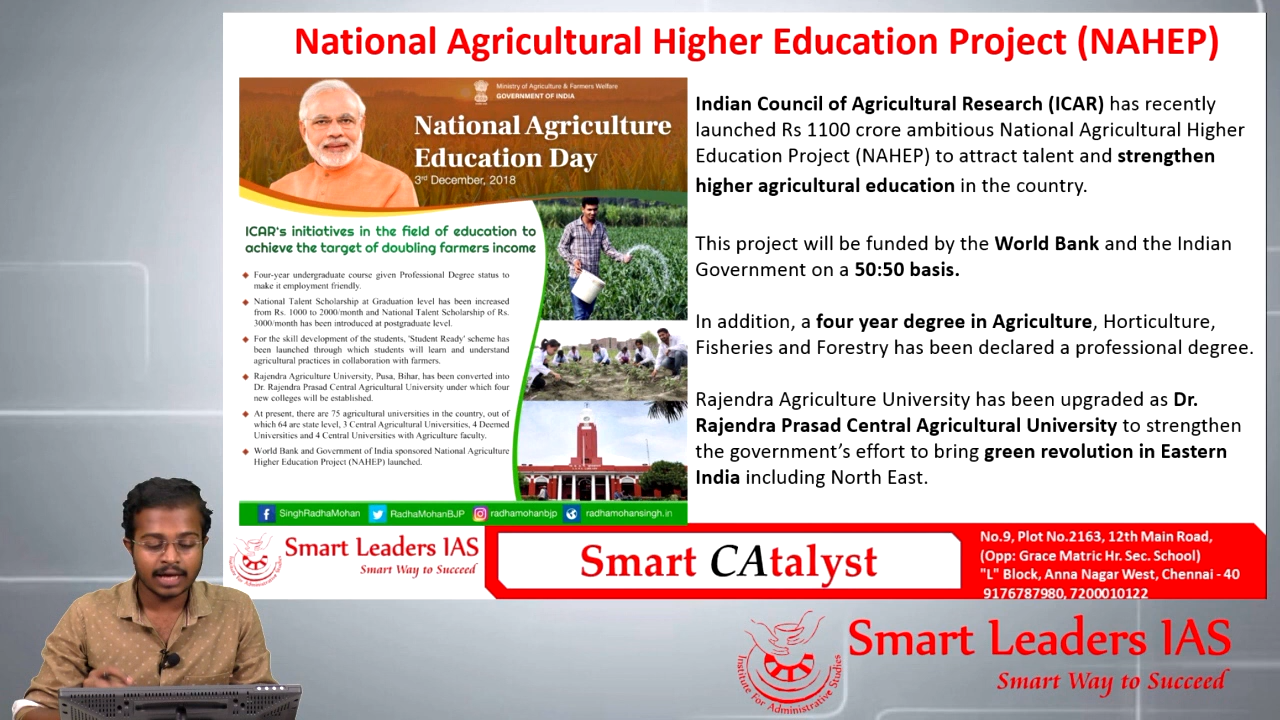 National Agricultural Higher Education Project (NAHEP)
Ministry of Agriculture & Farmers Welfare
GOVERNMENT OF INDIA
National Agriculture
Education Day
3rd December, 2018
ICAR's initiatives in the field of education to
achieve the target of doubling farmers income
Four-year undergraduate course given Professional Degree status to
make it employment friendly.
National Talent Scholarship at Graduation level has been increased
from Rs. 1000 to 2000/month and National Talent Scholarship of Rs.
3000/month has been introduced at postgraduate level.
For the skill development of the students, 'Student Ready' scheme has
been launched through which students will learn and understand
agricultural practices in collaboration with farmers.
Rajendra Agriculture University, Pusa, Bihar, has been converted into
Dr. Rajendra Prasad Central Agricultural University under which four
new colleges will be established.
At present, there are 75 agricultural universities in the country, out of
which 64 are state level, 3 Central Agricultural Universities, 4 Deemed
Universities and 4 Central Universities with Agriculture faculty.
World Bank and Government of India sponsored National Agriculture
Higher Education Project (NAHEP) launched.
SinghRadhaMohan
RadhaMohanBJP
radhamohanbjp
radhamohansingh.in
Indian Council of Agricultural Research (ICAR) has recently
launched Rs 1100 crore ambitious National Agricultural Higher
Education Project (NAHEP) to attract talent and strengthen
higher agricultural education in the country.
This project will be funded by the World Bank and the Indian
Government on a 50:50 basis.
In addition, a four year degree in Agriculture, Horticulture,
Fisheries and Forestry has been declared a professional degree.
Rajendra Agriculture University has been upgraded as Dr.
Rajendra Prasad Central Agricultural University to strengthen
the government's effort to bring green revolution in Eastern
India including North East.
Smart Leaders IAS
Smart Way to Succeed
Smart CAtalyst
No.9, Plot No.2163, 12th Main Road,
(Opp: Grace Matric Hr. Sec. School)
"L" Block, Anna Nagar West, Chennai - 40
9176787980, 7200010122
Institute For Administrative Studies
Smart Leaders IAS
Smart Way to Succeed